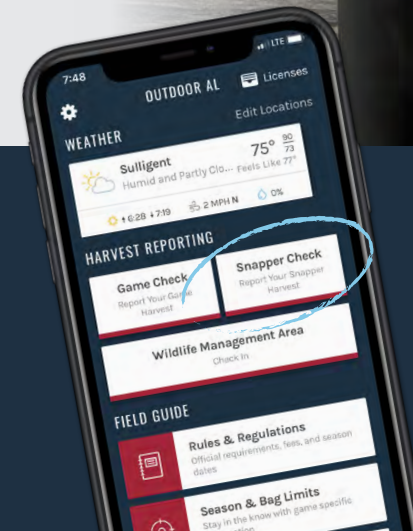 7:48
LTE
OUTDOOR AL
Licenses
Edit Locations
WEATHER
Sulligent
Humid and Partly Clo...
75°
90
73
Feels Like 77°
6:28 7:19
2 MPH N
0%
HARVEST REPORTING
Game Check
Report Your Game
Harvest
Snapper Check
Report Your Snapper
Harvest
Wildlife Management Area
Check In
FIELD GUIDE
Rules & Regulations
Official requirements, fees, and season
dates
Season & Bag Limits
Stay in the know with game specific